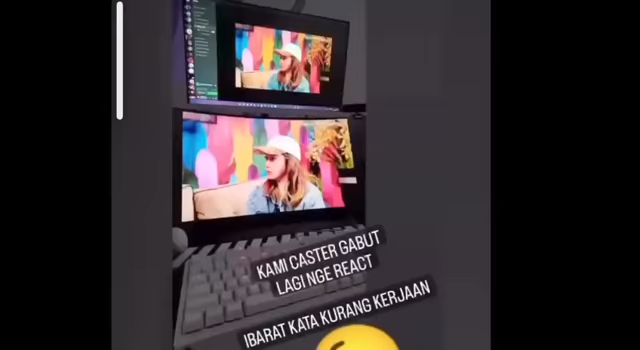 KAMI CASTER GABUT
LAGI NGE REACT
IBARAT KATA KURANG KERJAAN